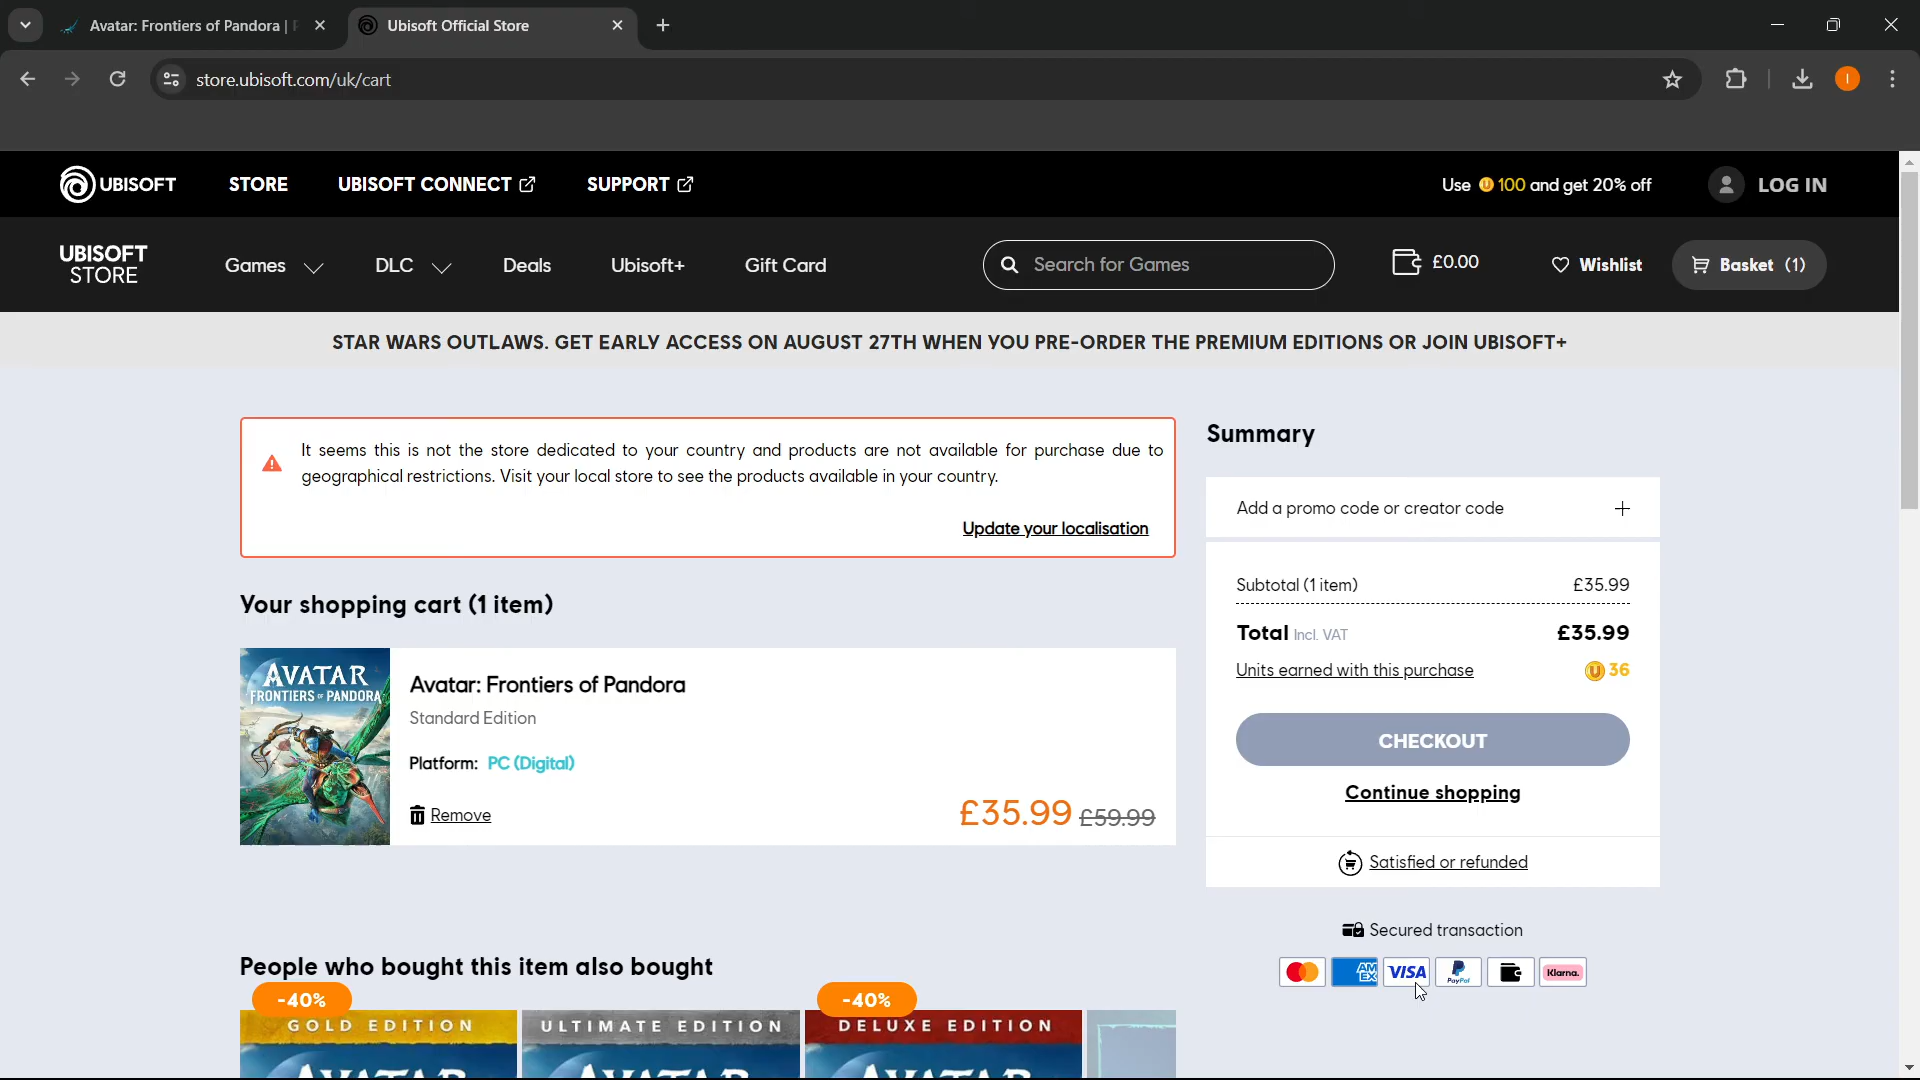 Avatar: Frontiers of Pandora |
Ubisoft Official Store
store.ubisoft.com/uk/cart
I
UBISOFT
STORE
UBISOFT CONNECT
SUPPORT
Use 100 and get 20% off
LOG IN
UBISOFT
STORE
Games
DLC
Deals
Ubisoft+
Gift Card
Search for Games
£0.00
Wishlist
Basket (1)
STAR WARS OUTLAWS. GET EARLY ACCESS ON AUGUST 27TH WHEN YOU PRE-ORDER THE PREMIUM EDITIONS OR JOIN UBISOFT+
It seems this is not the store dedicated to your country and products are not available for purchase due to
geographical restrictions. Visit your local store to see the products available in your country.
Update your localisation
Your shopping cart (1 item)
AVATAR
FRONTIERS OF PANDORA
Avatar: Frontiers of Pandora
Standard Edition
Platform: PC (Digital)
Remove
£35.99 £59.99
Summary
Add a promo code or creator code
Subtotal (1 item) £35.99
Total Incl. VAT £35.99
Units earned with this purchase 36
CHECKOUT
Continue shopping
Satisfied or refunded
Secured transaction
AM
EX
VISA
PayPal
Klarna.
People who bought this item also bought
-40%
GOLD EDITION
ULTIMATE EDITION
-40%
DELUXE EDITION
AVATAR
AVATAR
AVATAR